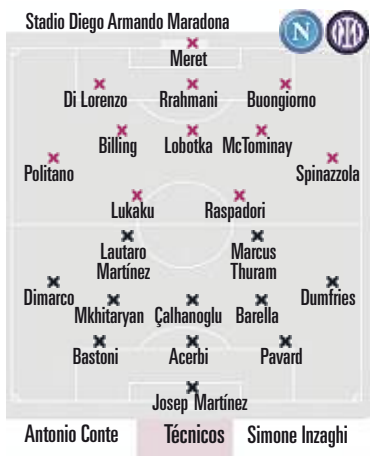 Stadio Diego Armando Maradona
N
Meret
Di Lorenzo Rrahmani Buongiorno
Billing Lobotka McTominay
Politano Spinazzola
Lukaku Raspadori
Lautaro Martínez Marcus Thuram
Dimarco Dumfries
Mkhitaryan Çalhanoglu Barella
Bastoni Acerbi Pavard
Josep Martínez
Antonio Conte Técnicos Simone Inzaghi